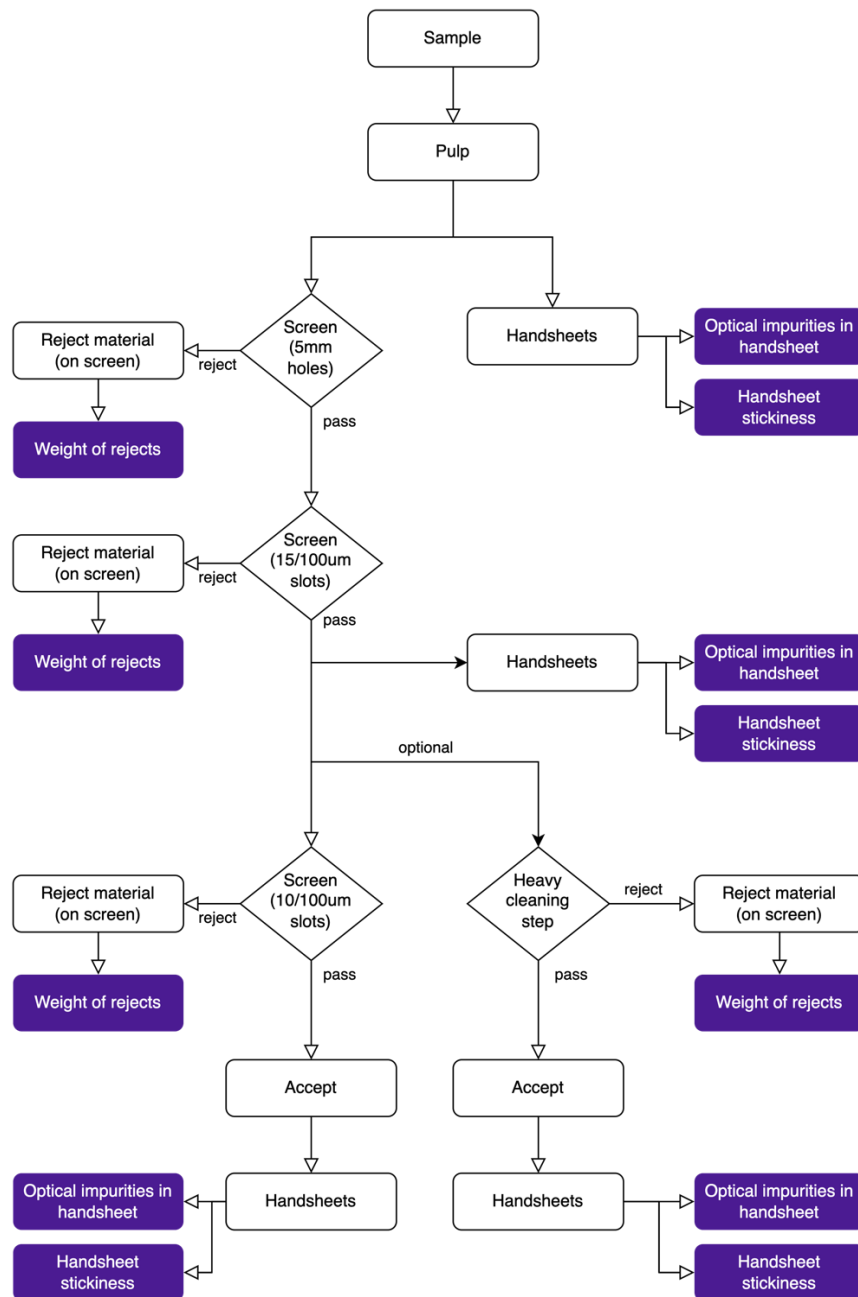 Sample
Pulp
Screen
(5mm
holes)
Reject material
(on screen)
reject
Handsheets
Optical impurities in
handsheet
Handsheet
stickiness
Weight of rejects
pass
Screen
(15/100um
slots)
Reject material
(on screen)
reject
pass
Weight of rejects
Handsheets
Optical impurities in
handsheet
Handsheet
stickiness
optional
Screen
(10/100um
slots)
Reject material
(on screen)
reject
Heavy
cleaning
step
reject
Reject material
(on screen)
Weight of rejects
pass
pass
Weight of rejects
Accept
Accept
Optical impurities in
handsheet
Handsheets
Handsheets
Optical impurities in
handsheet
Handsheet
stickiness
Handsheet
stickiness